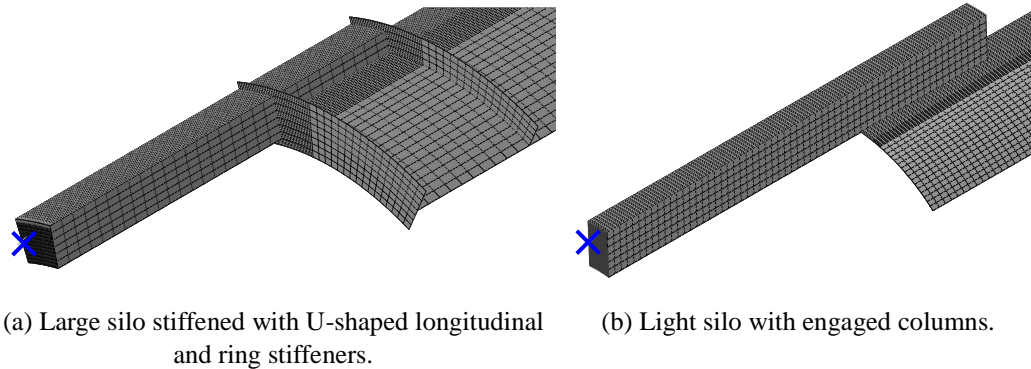 (a) Large silo stiffened with U-shaped longitudinal
and ring stiffeners.
(b) Light silo with engaged columns.